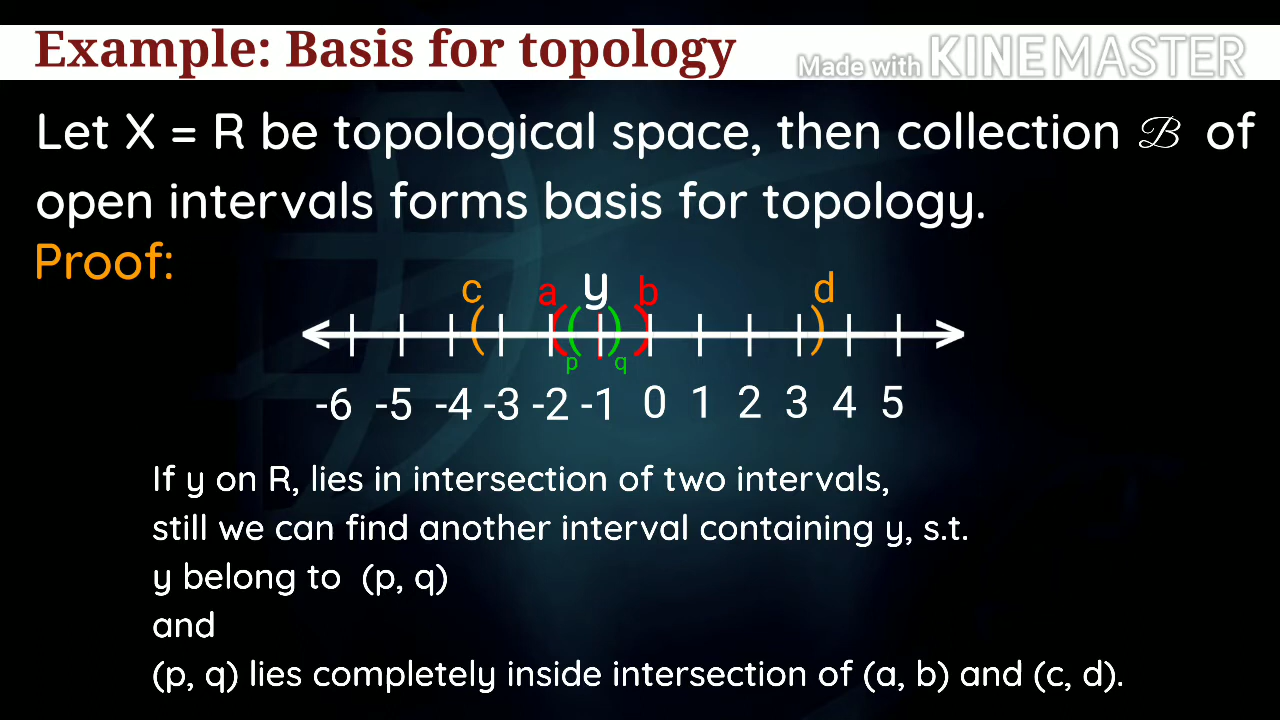 Example: Basis for topology
Made with KINEMASTER
Let X = R be topological space, then collection ℬ of
open intervals forms basis for topology.
Proof:
c a y b d
p q
-6 -5 -4 -3 -2 -1 0 1 2 3 4 5
If y on R, lies in intersection of two intervals,
still we can find another interval containing y, s.t.
y belong to (p, q)
and
(p, q) lies completely inside intersection of (a, b) and (c, d).